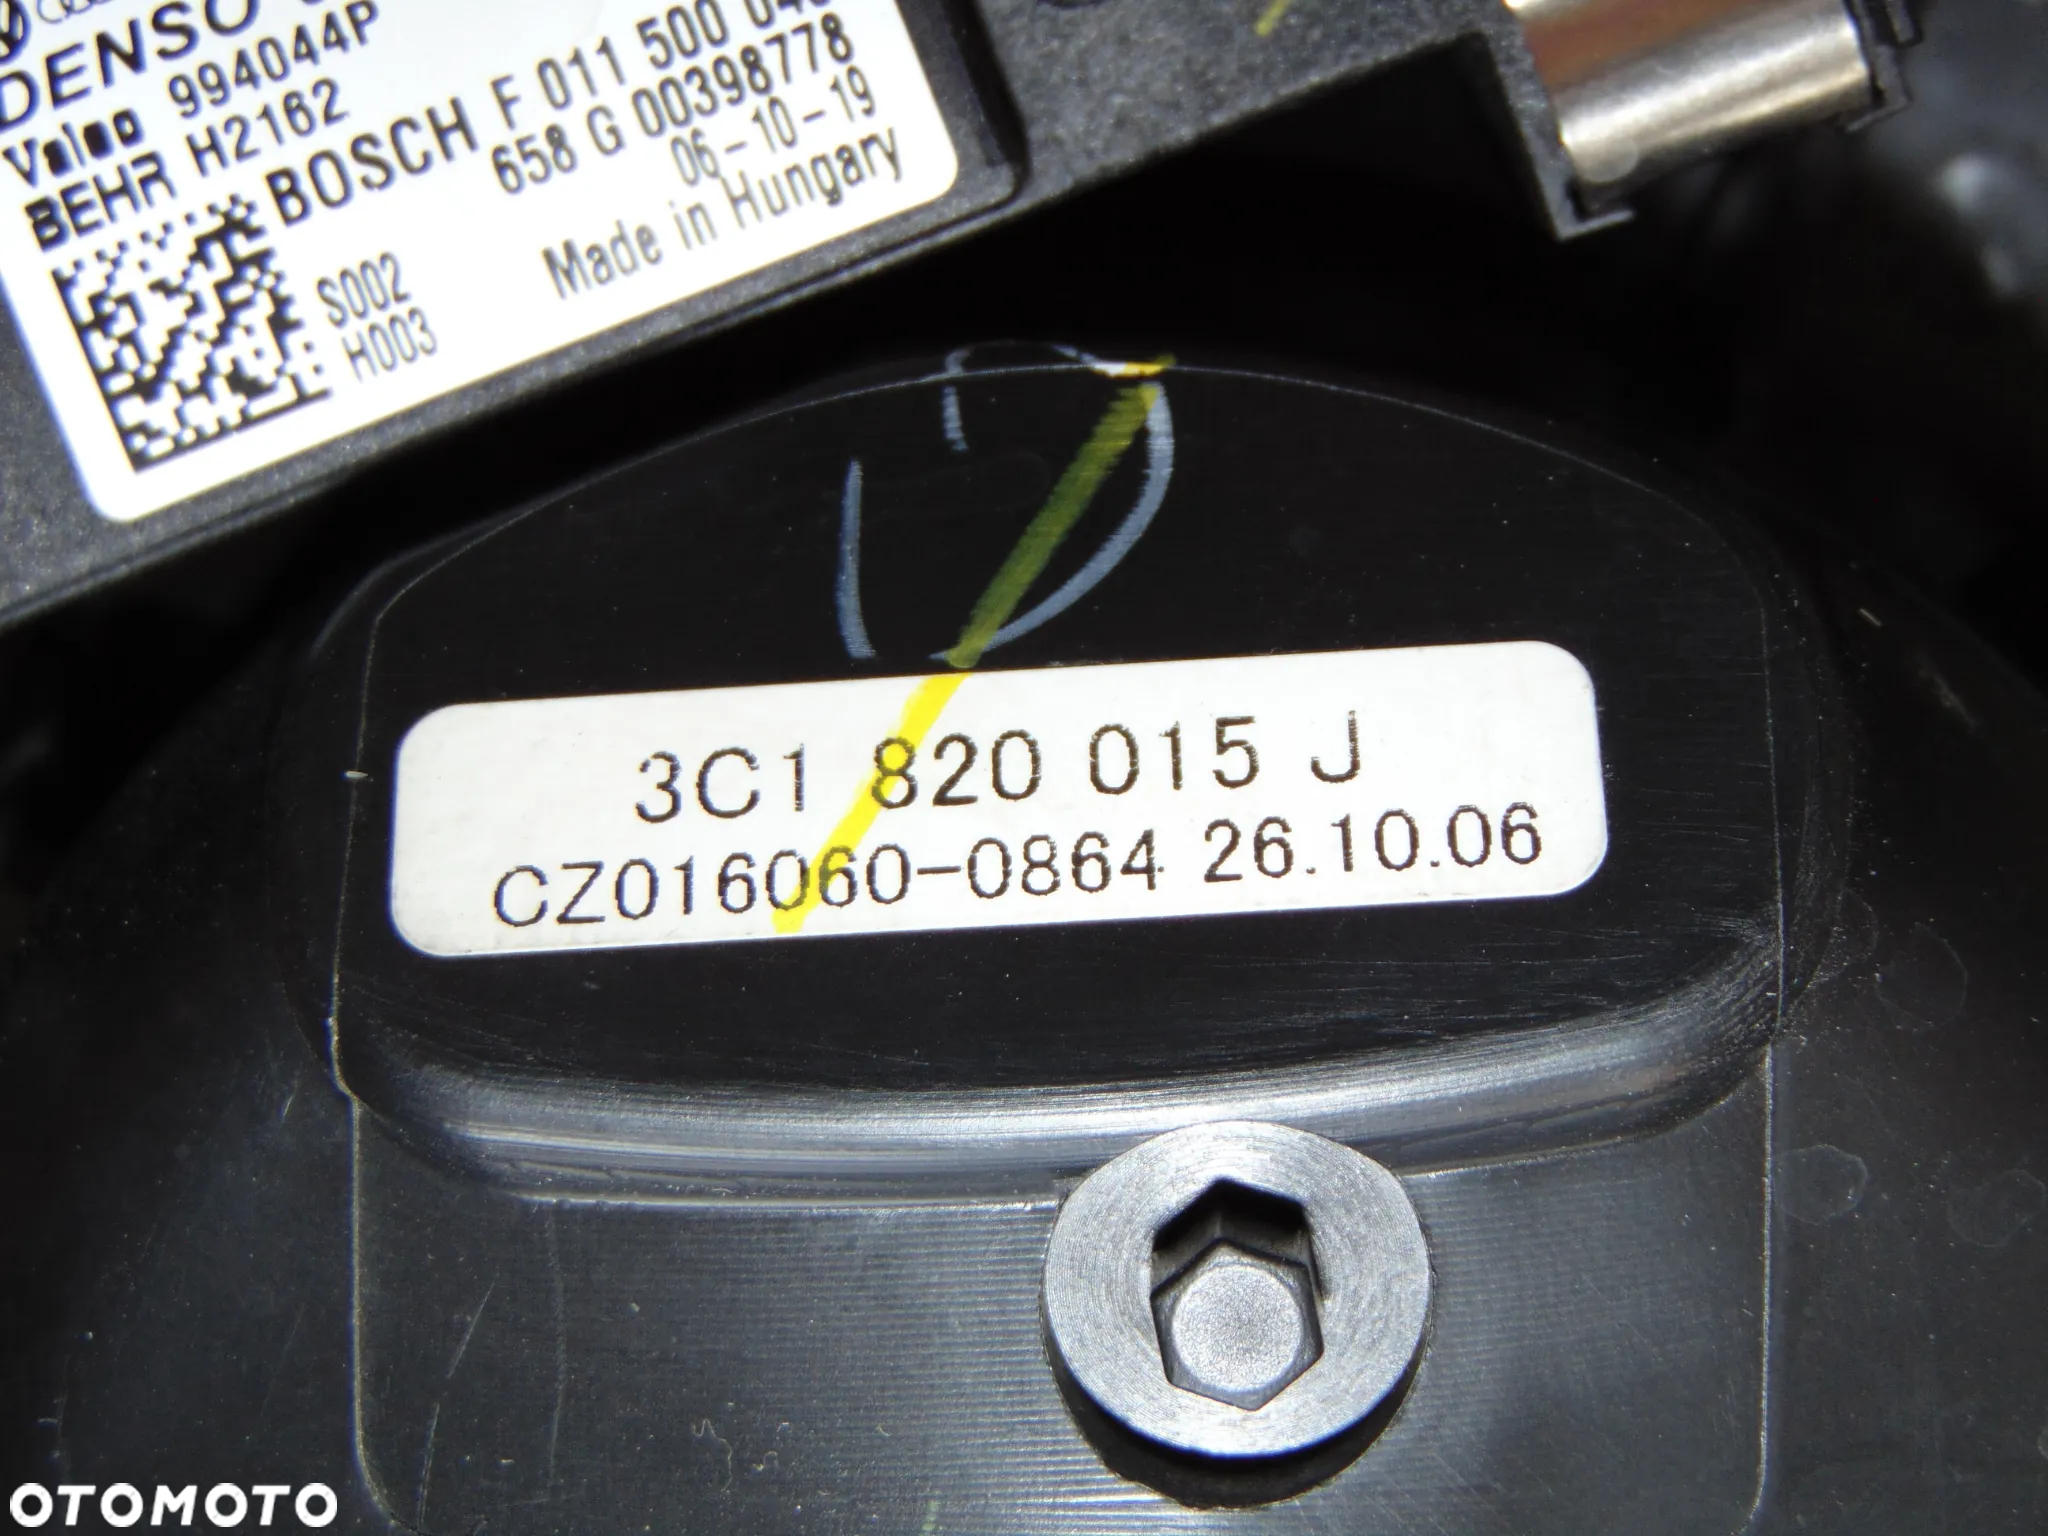 DENSO
Valeo 994044P
BEHR H2162
BOSCH F 011 500
658 G 00398778
06-10-19
Made in Hungary
S002
H003
3C1 820 015 J
CZ016060-0864 26.10.06
OTOMOTO